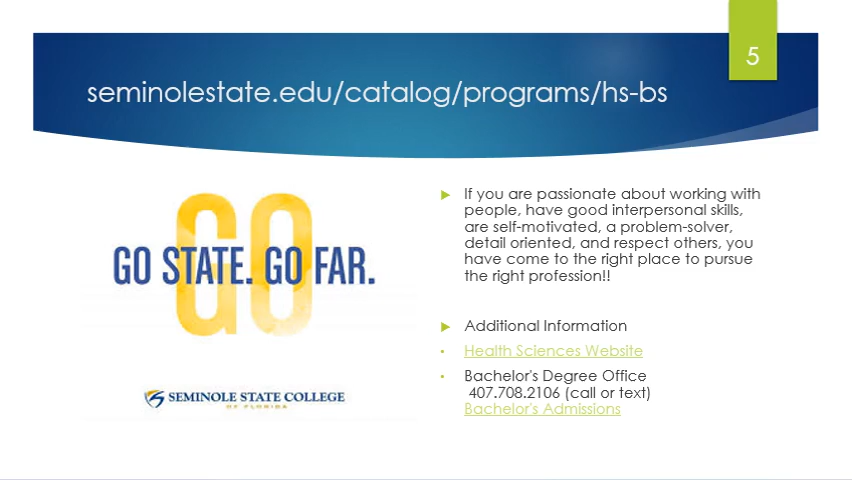 5
seminolestate.edu/catalog/programs/hs-bs
GO
GO STATE. GO FAR.
SEMINOLE STATE COLLEGE
OF FLORIDA
If you are passionate about working with
people, have good interpersonal skills,
are self-motivated, a problem-solver,
detail oriented, and respect others, you
have come to the right place to pursue
the right profession!!
Additional Information
Health Sciences Website
Bachelor's Degree Office
407.708.2106 (call or text)
Bachelor's Admissions